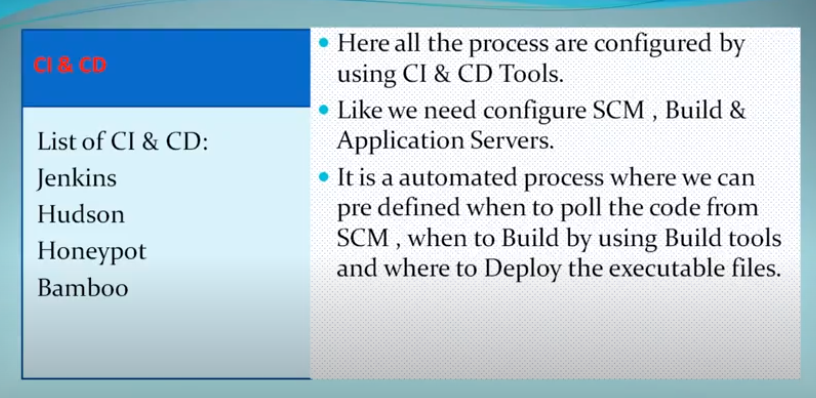 CI & CD
List of CI & CD:
Jenkins
Hudson
Honeypot
Bamboo
Here all the process are configured by
using CI & CD Tools.
Like we need configure SCM , Build &
Application Servers.
It is a automated process where we can
pre defined when to poll the code from
SCM , when to Build by using Build tools
and where to Deploy the executable files.